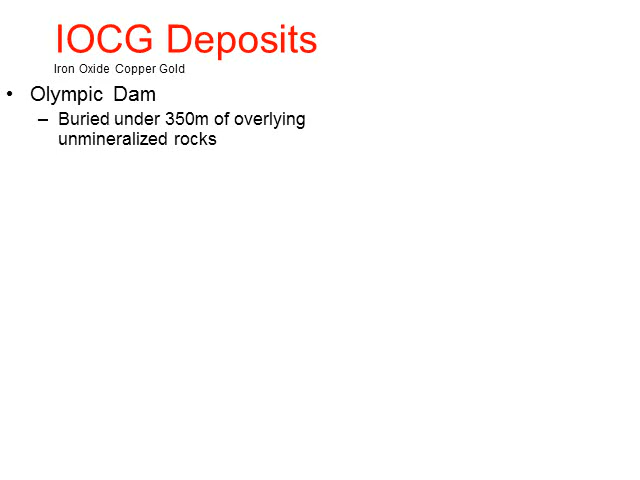 IOCG Deposits
Iron Oxide Copper Gold
• Olympic Dam
– Buried under 350m of overlying
unmineralized rocks